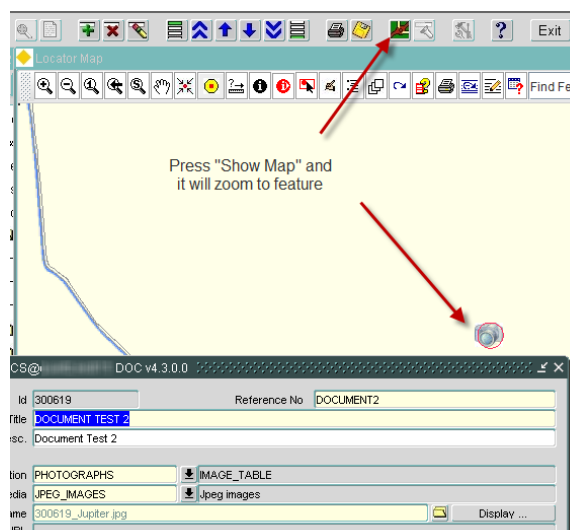 Exit
Locator Map
Find Fe
Press "Show Map" and
it will zoom to feature
CS@ DOC v4.3.0.0
Id 300619 Reference No DOCUMENT2
Title DOCUMENT TEST 2
esc. Document Test 2
tion PHOTOGRAPHS IMAGE_TABLE
edia JPEG_IMAGES Jpeg images
ame 300619_Jupiter.jpg Display ...